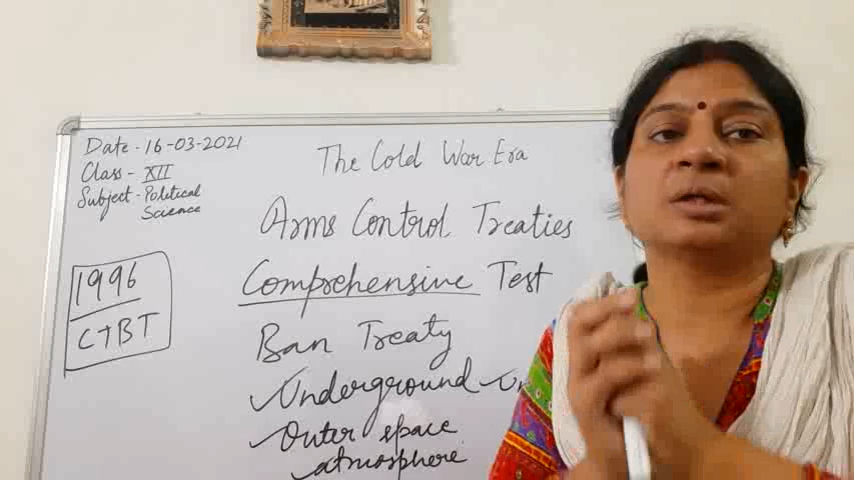 Date - 16-03-2021
Class - XII
Subject - Political
Science
The Cold War Era
Arms Control Treaties
Comprehensive Test
Ban Treaty
Underground
Outer space
atmosphere
1996
CTBT